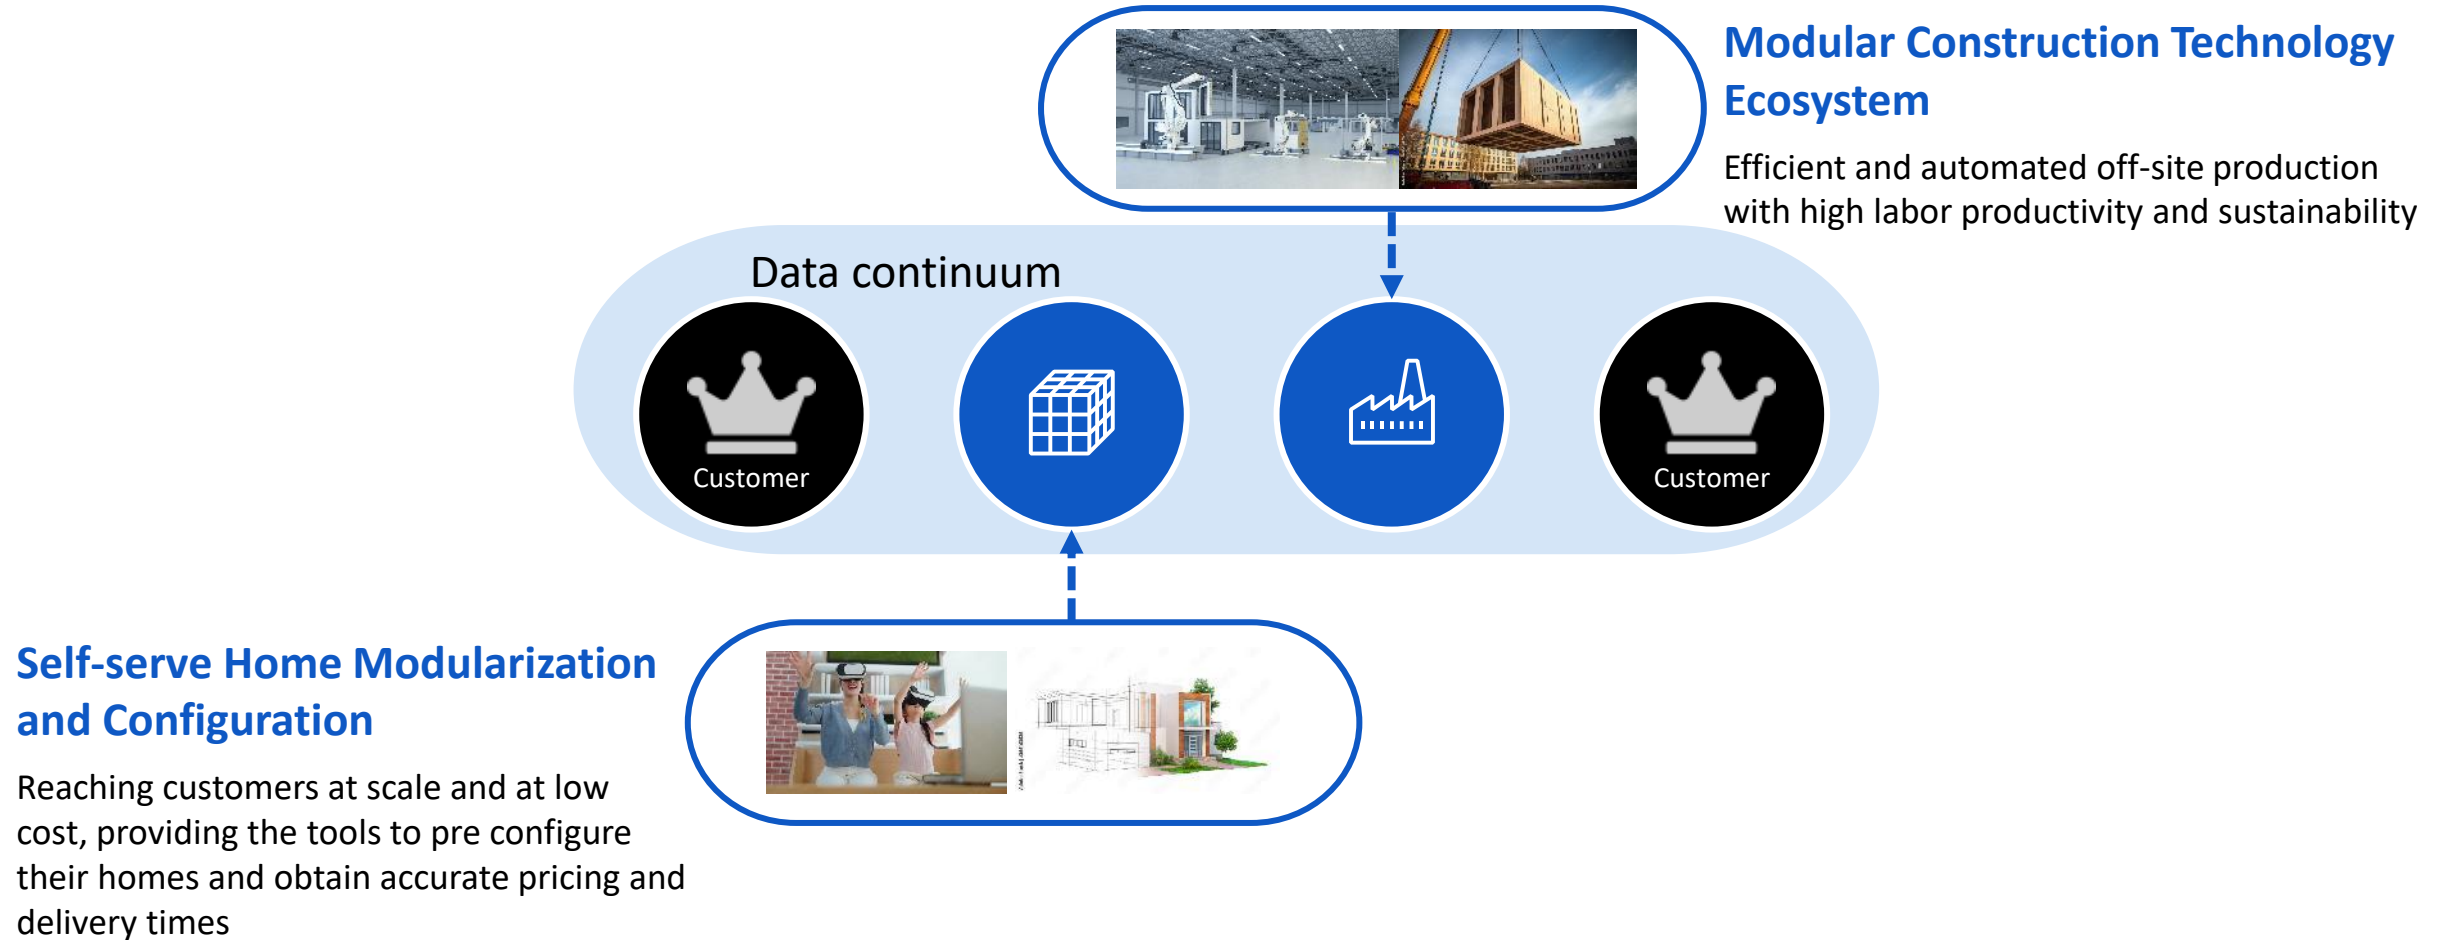 Modular Construction Technology
Ecosystem
Efficient and automated off-site production
with high labor productivity and sustainability
Data continuum
Customer
Customer
Self-serve Home Modularization
and Configuration
Reaching customers at scale and at low
cost, providing the tools to pre configure
their homes and obtain accurate pricing and
delivery times